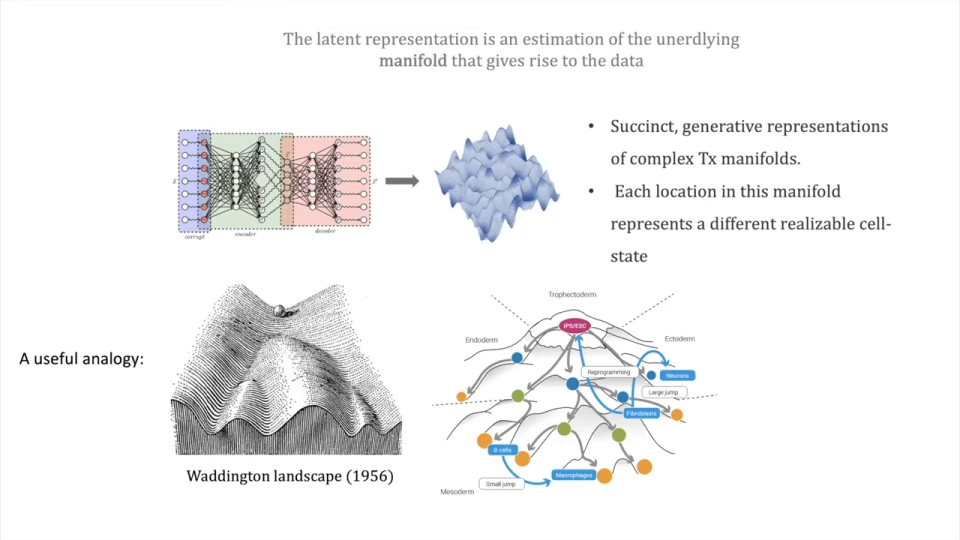 The latent representation is an estimation of the unerdlying
manifold that gives rise to the data
corrupt
encoder
decoder
• Succinct, generative representations
of complex Tx manifolds.
• Each location in this manifold
represents a different realizable cell-
state
A useful analogy:
Waddington landscape (1956)
Trophectoderm
iPS/ESC
Endoderm
Ectoderm
Reprogramming
Neurons
Large jump
Fibroblasts
B cells
Macrophages
Small jump
Mesoderm